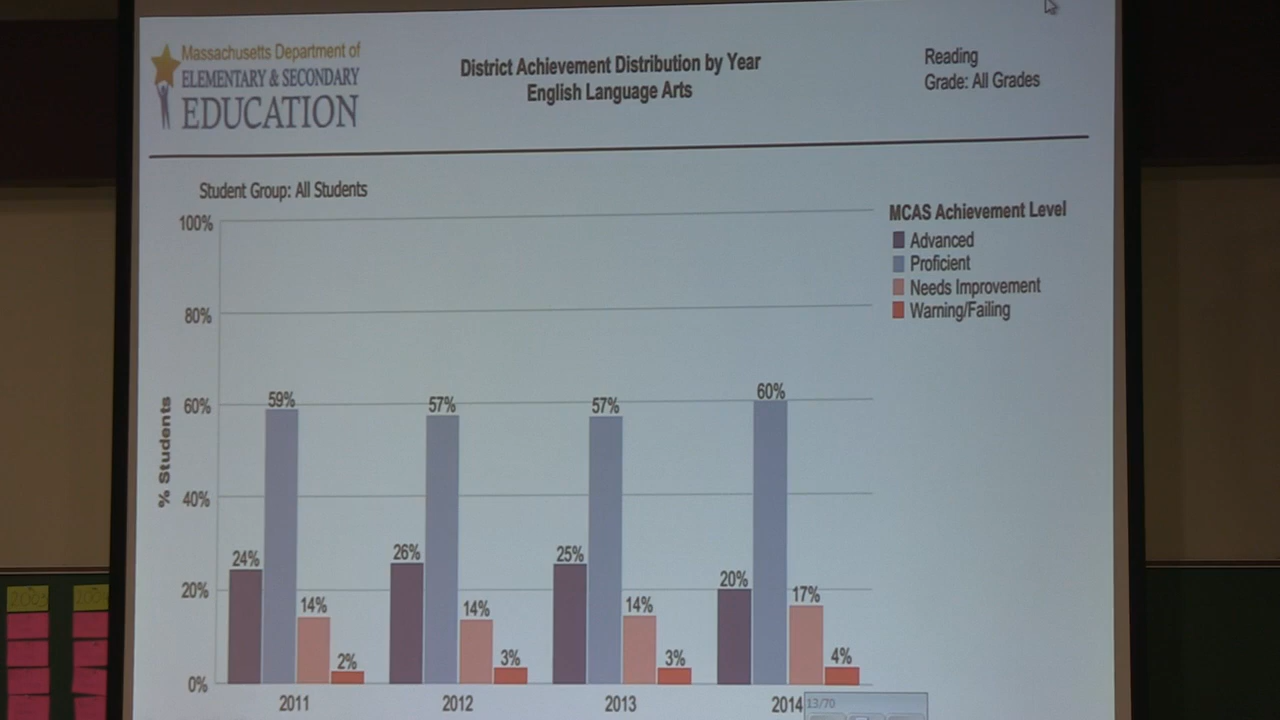 Massachusetts Department of
ELEMENTARY & SECONDARY
EDUCATION
District Achievement Distribution by Year
English Language Arts
Reading
Grade: All Grades
Student Group: All Students
MCAS Achievement Level
Advanced
Proficient
Needs Improvement
Warning/Failing
% Students
100%
80%
60%
40%
20%
0%
24%
59%
14%
2%
26%
57%
14%
3%
25%
57%
14%
3%
20%
60%
17%
4%
2011
2012
2013
2014
13/70